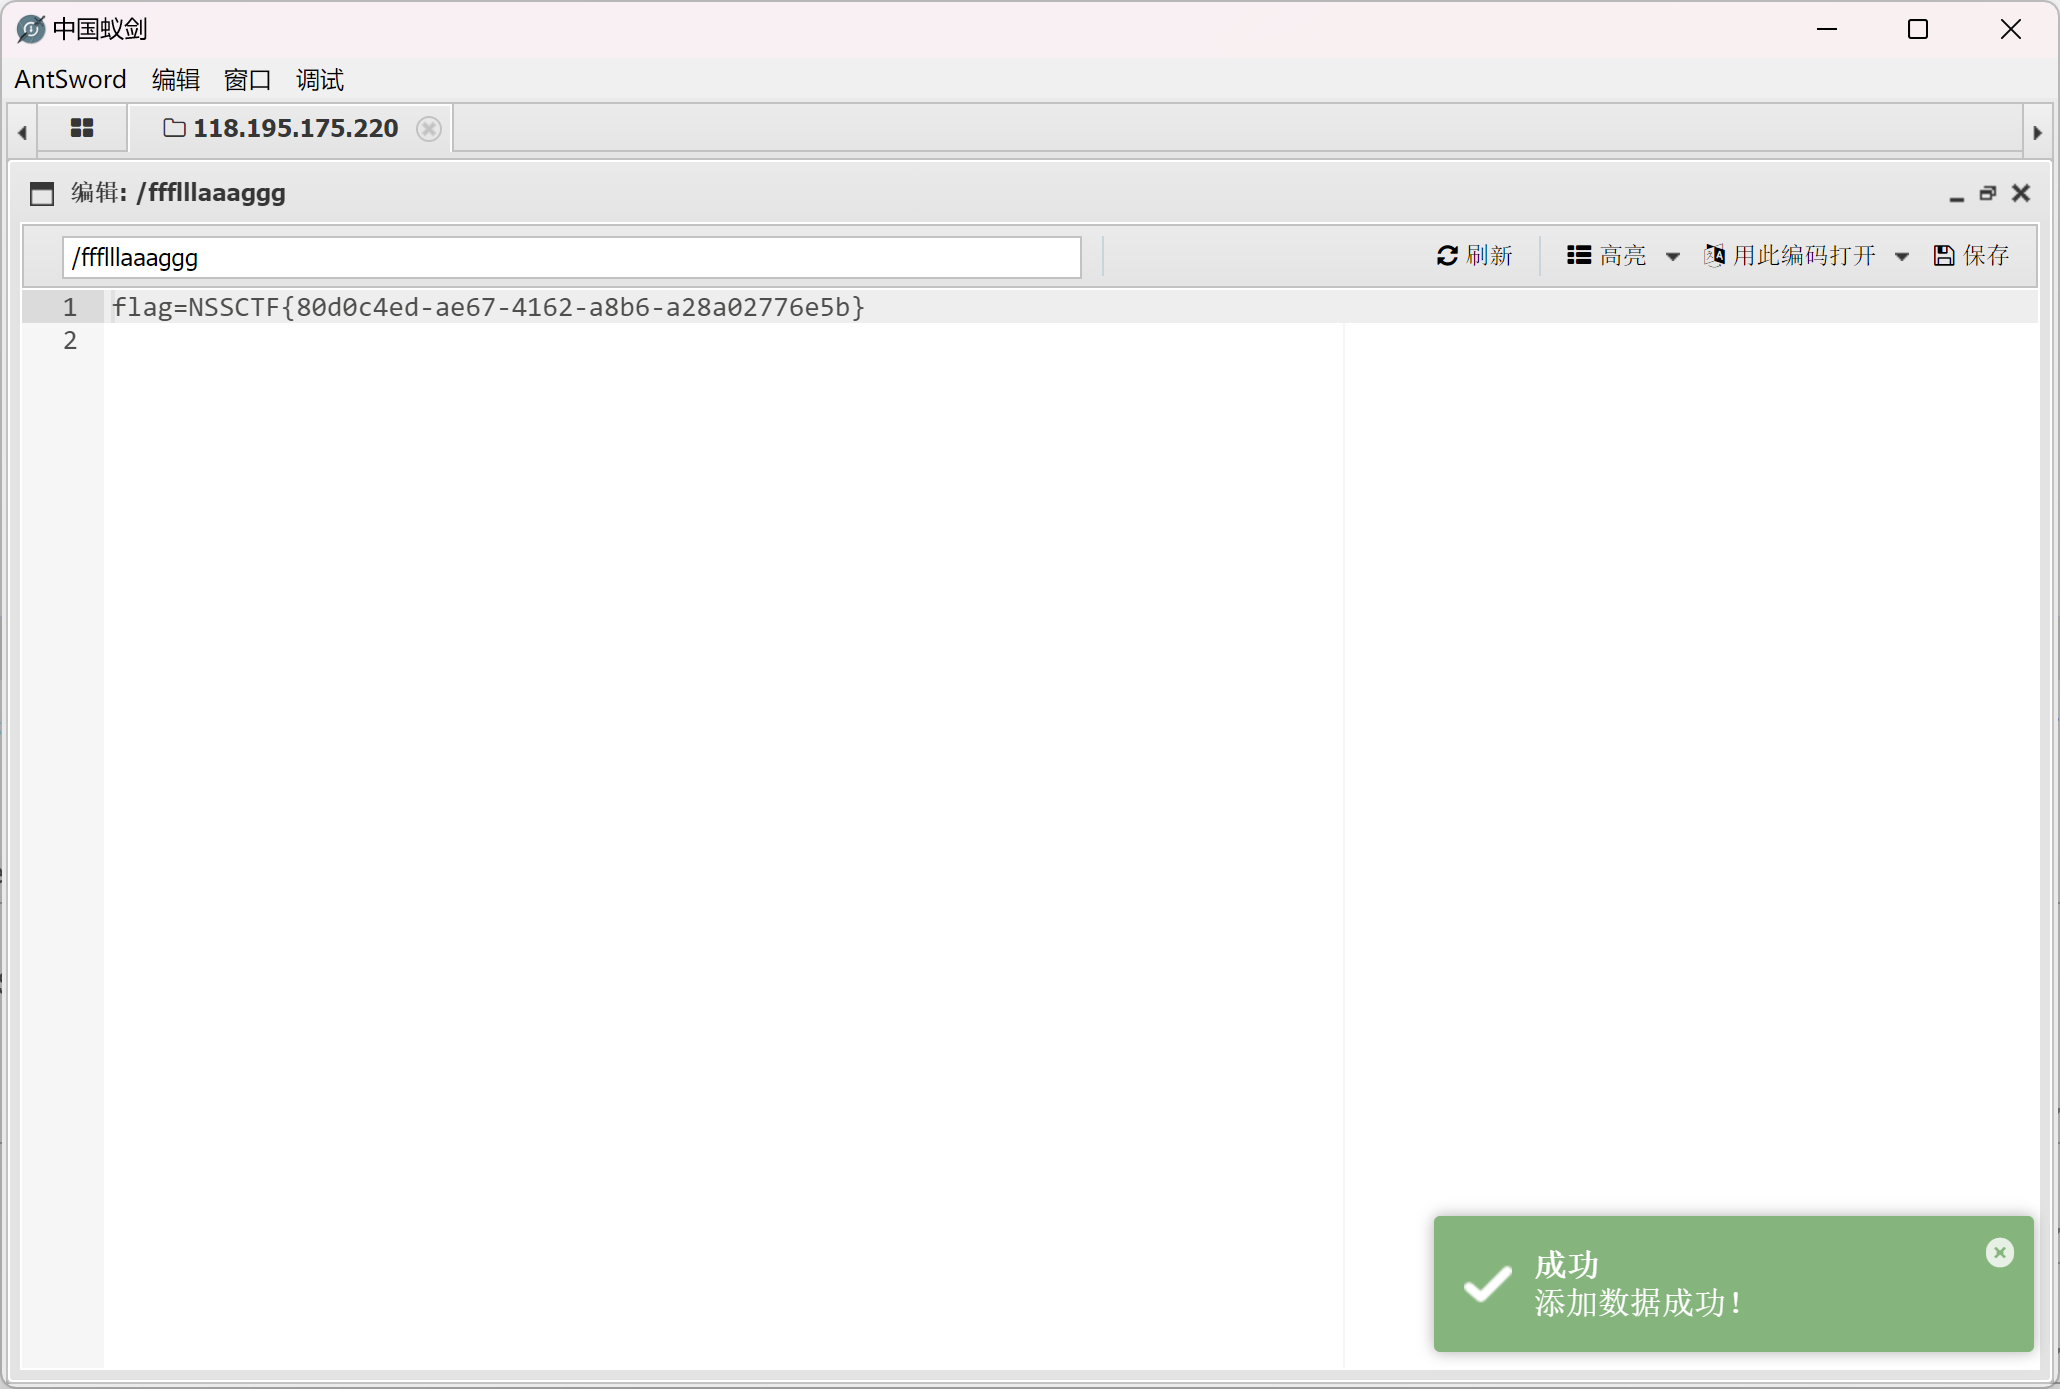 中国蚁剑
AntSword 编辑 窗口 调试
118.195.175.220
编辑: /ffflllaaaggg
/ffflllaaaggg 刷新 高亮 用此编码打开 保存
1 flag=NSSCTF{80d0c4ed-ae67-4162-a8b6-a28a02776e5b}
2
成功
添加数据成功!